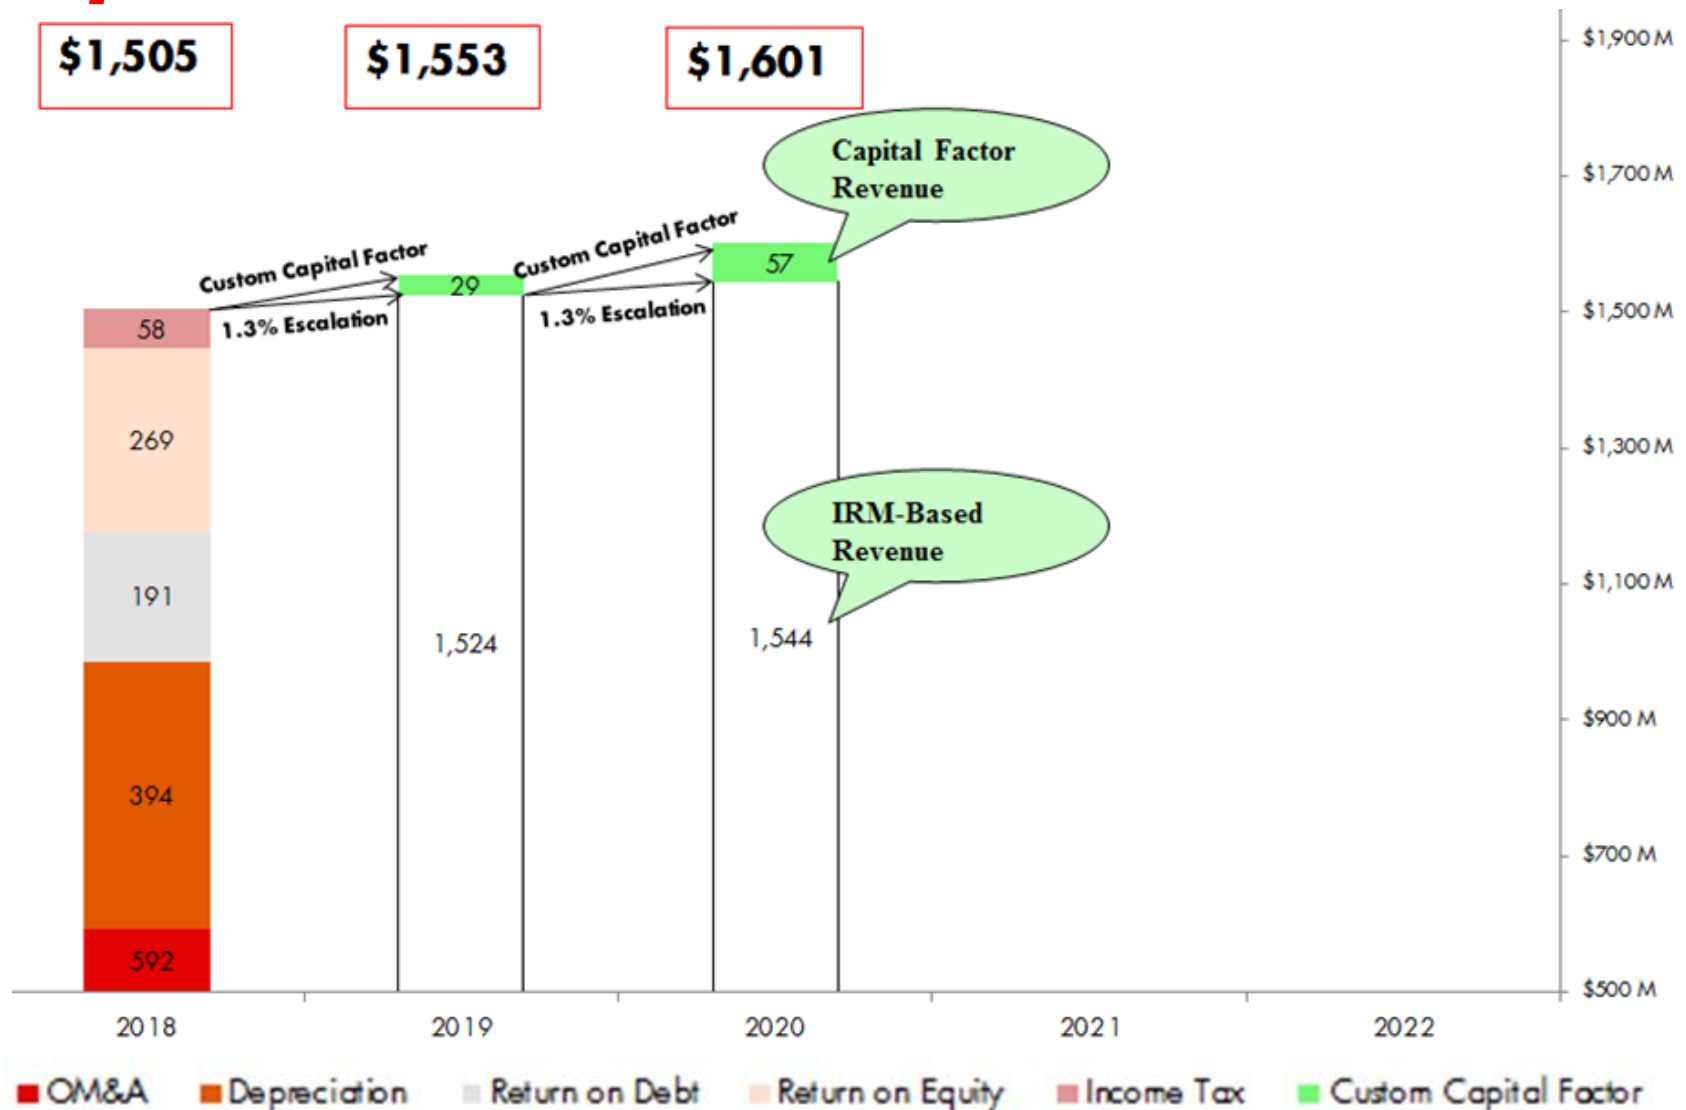 $1,505
$1,553
$1,601
$1,900 M
$1,700 M
$1,500 M
$1,300 M
$1,100 M
$900 M
$700 M
$500 M
Capital Factor
Revenue
Custom Capital Factor
1.3% Escalation
Custom Capital Factor
1.3% Escalation
58
269
191
394
592
29
1,524
57
1,544
IRM-Based
Revenue
2018
2019
2020
2021
2022
OM&A
Depreciation
Return on Debt
Return on Equity
Income Tax
Custom Capital Factor